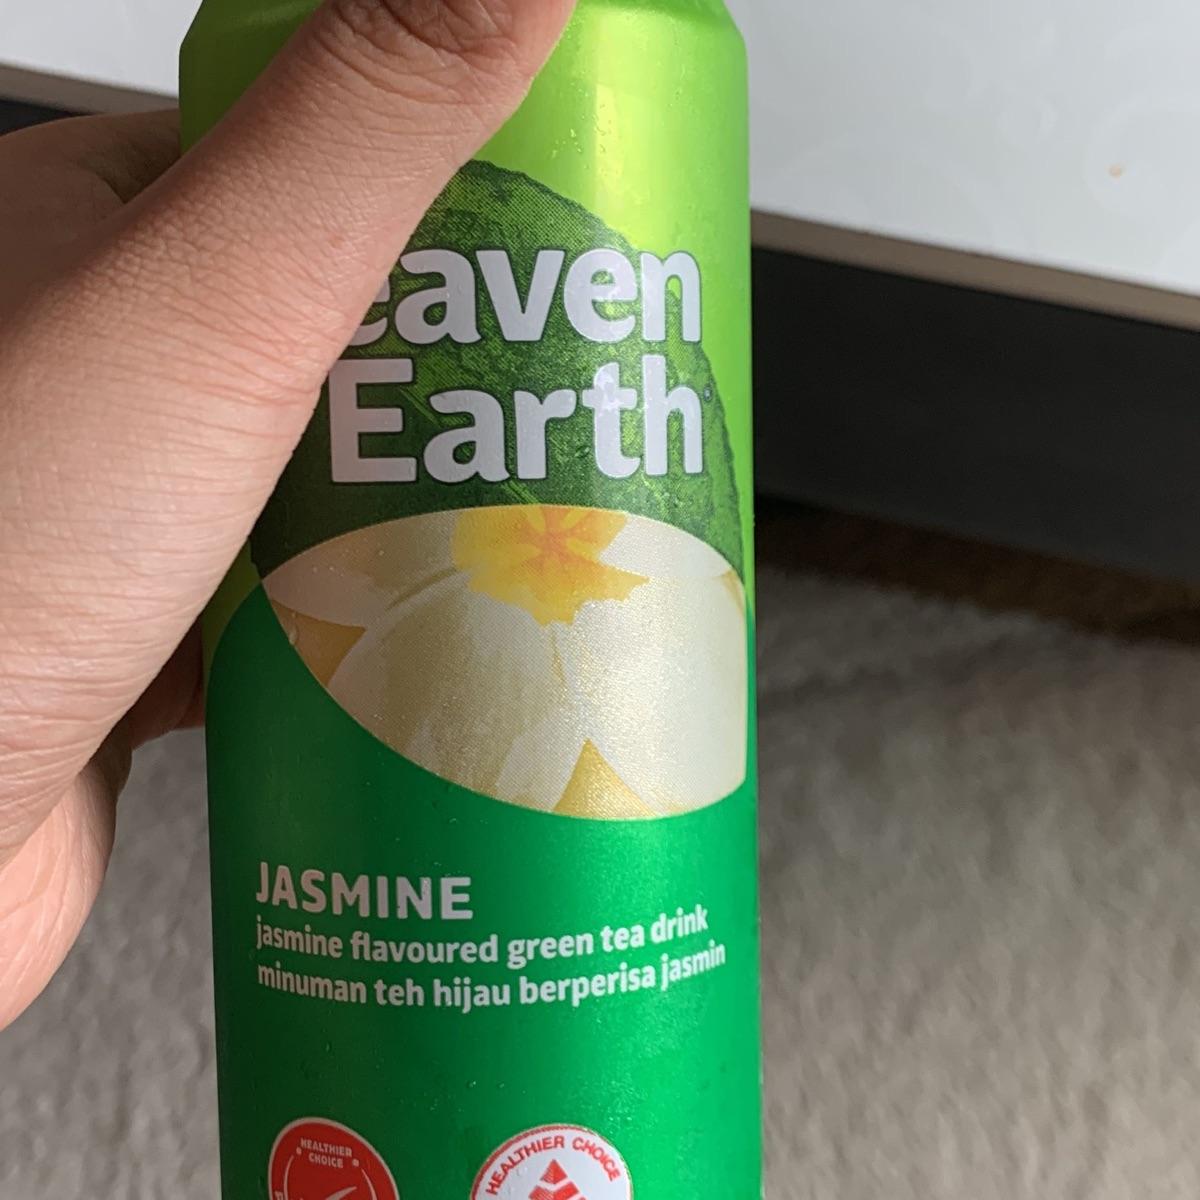 eaven
Earth
JASMINE
jasmine flavoured green tea drink
minuman teh hijau berperisa jasmin
HEALTHIER
CHOICE
HEALTHIER CHOICE